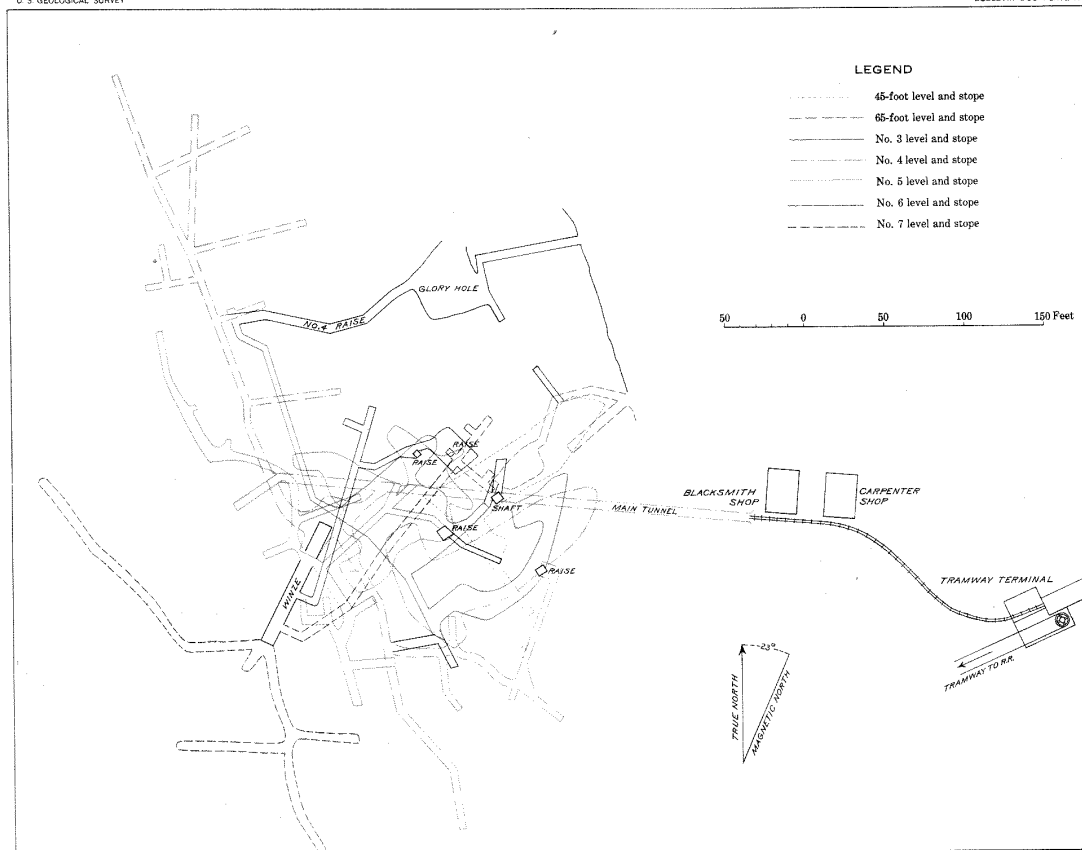 U. S. GEOLOGICAL SURVEY
LEGEND
45-foot level and stope
65-foot level and stope
No. 3 level and stope
No. 4 level and stope
No. 5 level and stope
No. 6 level and stope
No. 7 level and stope
50 0 50 100 150 Feet
GLORY HOLE
NO. 4 RAISE
RAISE
RAISE
SHAFT
RAISE
RAISE
WINZE
MAIN TUNNEL
BLACKSMITH
SHOP
CARPENTER
SHOP
TRAMWAY TERMINAL
TRAMWAY TO R.R.
23°
TRUE NORTH
MAGNETIC NORTH